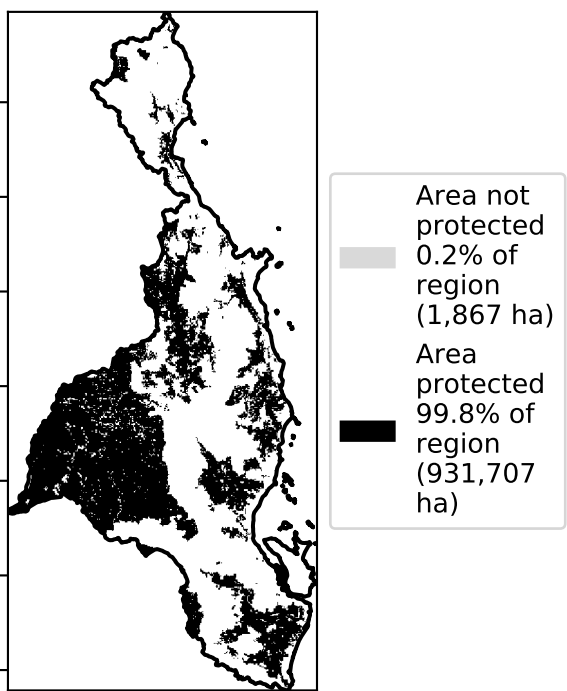 Area not
protected
0.2% of
region
(1,867 ha)
Area
protected
99.8% of
region
(931,707
ha)